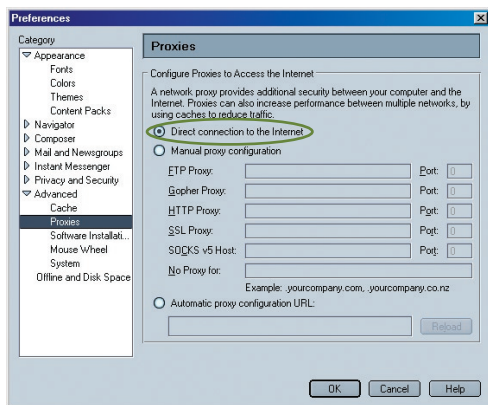 Preferences
Category
Appearance
Fonts
Colors
Themes
Content Packs
Navigator
Composer
Mail and Newsgroups
Instant Messenger
Privacy and Security
Advanced
Cache
Proxies
Software Installati...
Mouse Wheel
System
Offline and Disk Space
Proxies
Configure Proxies to Access the Internet
A network proxy provides additional security between your computer and the
Internet. Proxies can also increase performance between multiple networks, by
using caches to reduce traffic.
Direct connection to the Internet
Manual proxy configuration
FTP Proxy: Port: 0
Gopher Proxy: Port: 0
HTTP Proxy: Port: 0
SSL Proxy: Port: 0
SOCKS v5 Host: Port: 0
No Proxy for:
Example: .yourcompany.com, .yourcompany.co.nz
Automatic proxy configuration URL:
Reload
OK Cancel Help